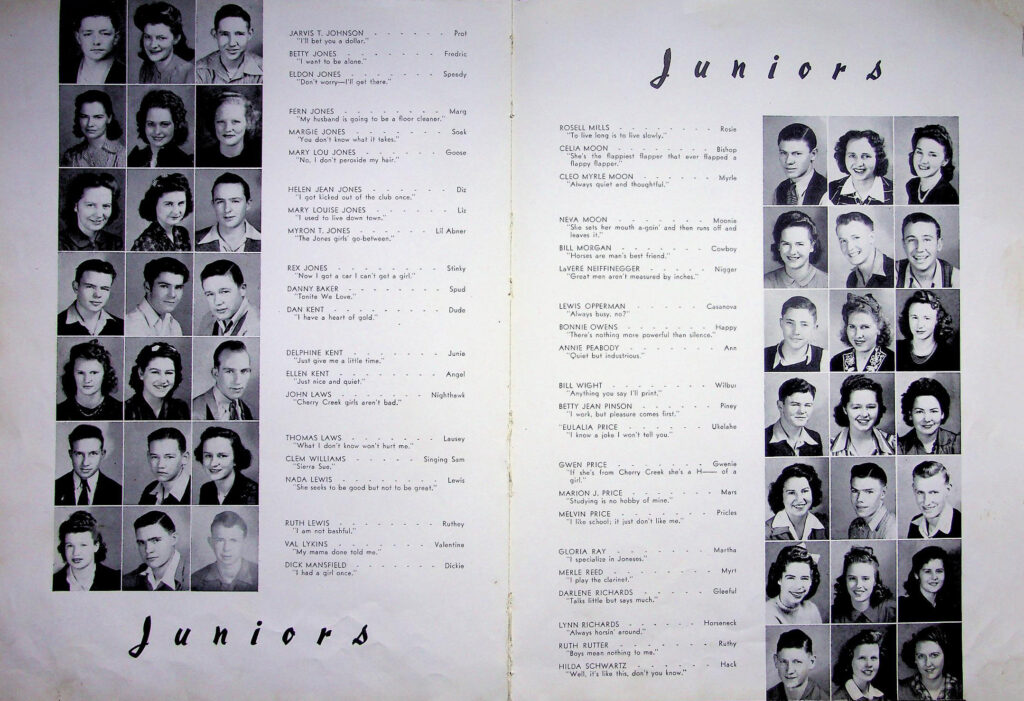 JARVIS T. JOHNSON - - - - - - Prof
"I'll bet you a dollar."
BETTY JONES - - - - - - - - Fredric
"I want to be alone."
ELDON JONES - - - - - - - - Speedy
"Don't worry—I'll get there."
FERN JONES - - - - - - - - Marg
"My husband is going to be a floor cleaner."
MARGIE JONES - - - - - - - - Soak
"You don't know what it takes."
MARY LOU JONES - - - - - - - Goose
"No, I don't peroxide my hair."
HELEN JEAN JONES - - - - - - - Diz
"I got kicked out of the club once."
MARY LOUISE JONES - - - - - - - Liz
"I used to live down town."
MYRON T. JONES - - - - - - Lil Abner
"The Jones girls' go-between."
REX JONES - - - - - - - - Stinky
"Now I got a car I can't get a girl."
DANNY BAKER - - - - - - - - Spud
"Tonite We Love."
DAN KENT - - - - - - - - - Dude
"I have a heart of gold."
DELPHINE KENT - - - - - - - Junie
"Just give me a little time."
ELLEN KENT - - - - - - - - Angel
"Just nice and quiet."
JOHN LAWS - - - - - - - Nighthawk
"Cherry Creek girls aren't bad."
THOMAS LAWS - - - - - - - Lausey
"What I don't know won't hurt me."
CLEM WILLIAMS - - - - - Singing Sam
"Sierra Sue."
NADA LEWIS - - - - - - - - Lewis
"She seeks to be good but not to be great."
RUTH LEWIS - - - - - - - - Ruthey
"I am not bashful."
VAL LYKINS - - - - - - - Valentine
"My mama done told me."
DICK MANSFIELD - - - - - - - Dickie
"I had a girl once."
Juniors
Juniors
ROSELL MILLS - - - - - - - - Rosie
"To live long is to live slowly."
CELIA MOON - - - - - - - - Bishop
"She's the flappiest flapper that ever flapped a
flappy flapper."
CLEO MYRLE MOON - - - - - - Myrle
"Always quiet and thoughtful."
NEVA MOON - - - - - - - - Moonie
"She sets her mouth a-goin' and then runs off and
leaves it."
BILL MORGAN - - - - - - - Cowboy
"Horses are man's best friend."
LaVERE NEIFFINEGGER - - - - - - Nigger
"Great men aren't measured by inches."
LEWIS OPPERMAN - - - - - - Casanova
"Always busy, no?"
BONNIE OWENS - - - - - - - Happy
"There's nothing more powerful then silence."
ANNIE PEABODY - - - - - - - - Ann
"Quiet but industrious."
BILL WIGHT - - - - - - - - Wilbur
"Anything you say I'll print."
BETTY JEAN PINSON - - - - - - Piney
"I work, but pleasure comes first."
"EULALIA PRICE - - - - - - - Ukelahe
"I know a joke I won't tell you."
GWEN PRICE - - - - - - - - Gwenie
"If she's from Cherry Creek she's a H—— of a
girl."
MARION J. PRICE - - - - - - - Mars
"Studying is no hobby of mine."
MELVIN PRICE - - - - - - - - Pricles
"I like school; it just don't like me."
GLORIA RAY - - - - - - - - Martha
"I specialize in Joneses."
MERLE REED - - - - - - - - Myrt
"I play the clarinet."
DARLENE RICHARDS - - - - - - Gleeful
"Talks little but says much."
LYNN RICHARDS - - - - - - Horseneck
"Always horsin' around."
RUTH RUTTER - - - - - - - - Ruthy
"Boys mean nothing to me."
HILDA SCHWARTZ - - - - - - - Hack
"Well, it's like this, don't you know."